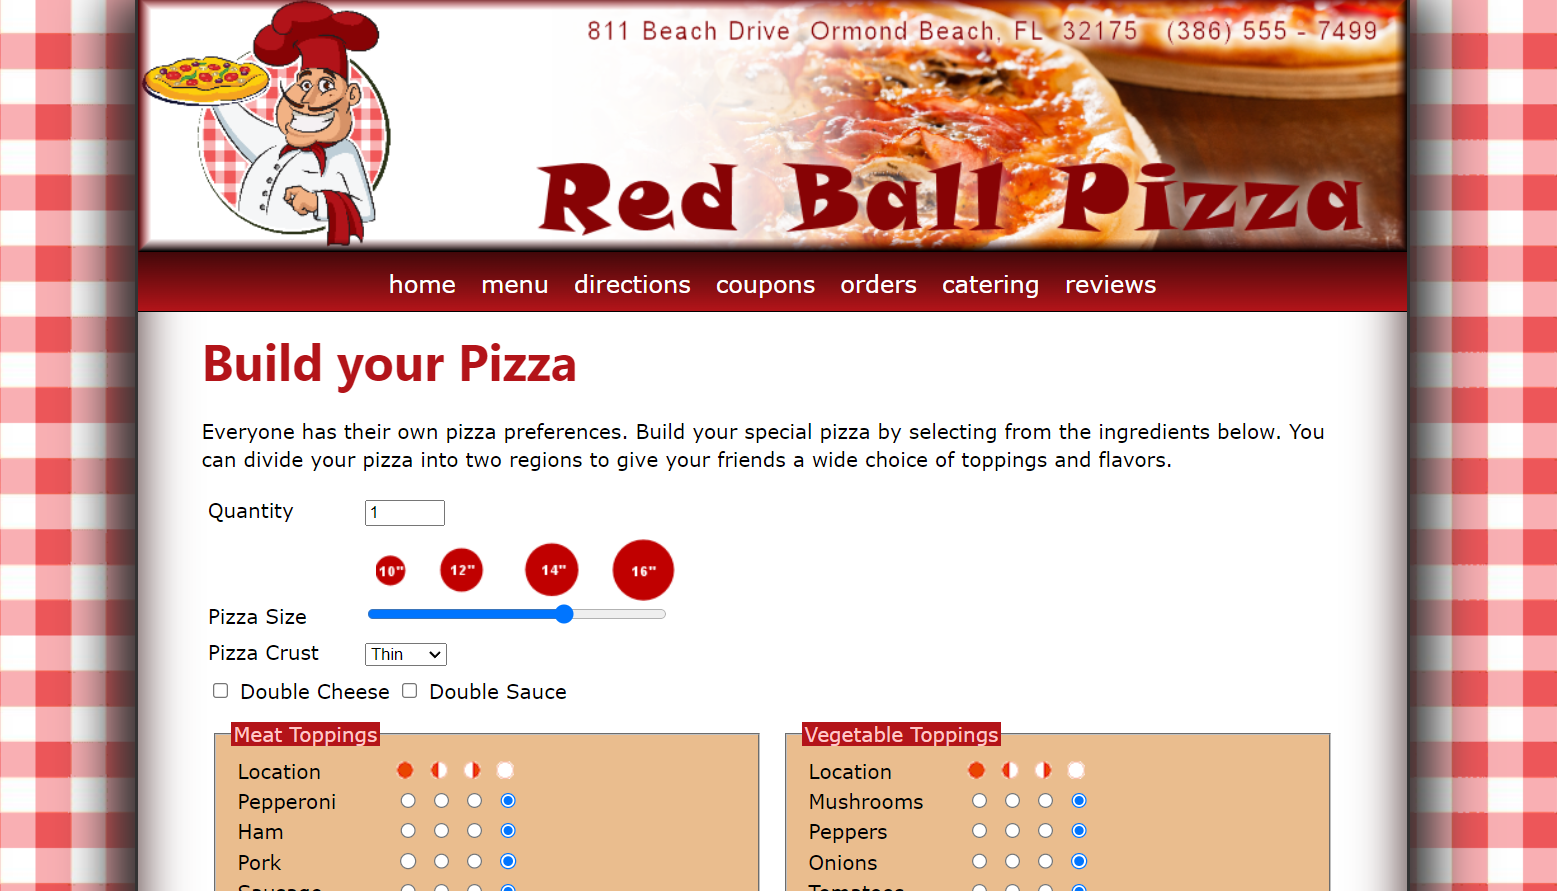 811 Beach Drive Ormond Beach, FL 32175 (386) 555 - 7499
Red Ball Pizza
home menu directions coupons orders catering reviews
Build your Pizza
Everyone has their own pizza preferences. Build your special pizza by selecting from the ingredients below. You
can divide your pizza into two regions to give your friends a wide choice of toppings and flavors.
Quantity 1
10" 12" 14" 16"
Pizza Size
Pizza Crust Thin
Double Cheese Double Sauce
Meat Toppings
Location
Pepperoni
Ham
Pork
Sausage
Vegetable Toppings
Location
Mushrooms
Peppers
Onions
Tomatoes